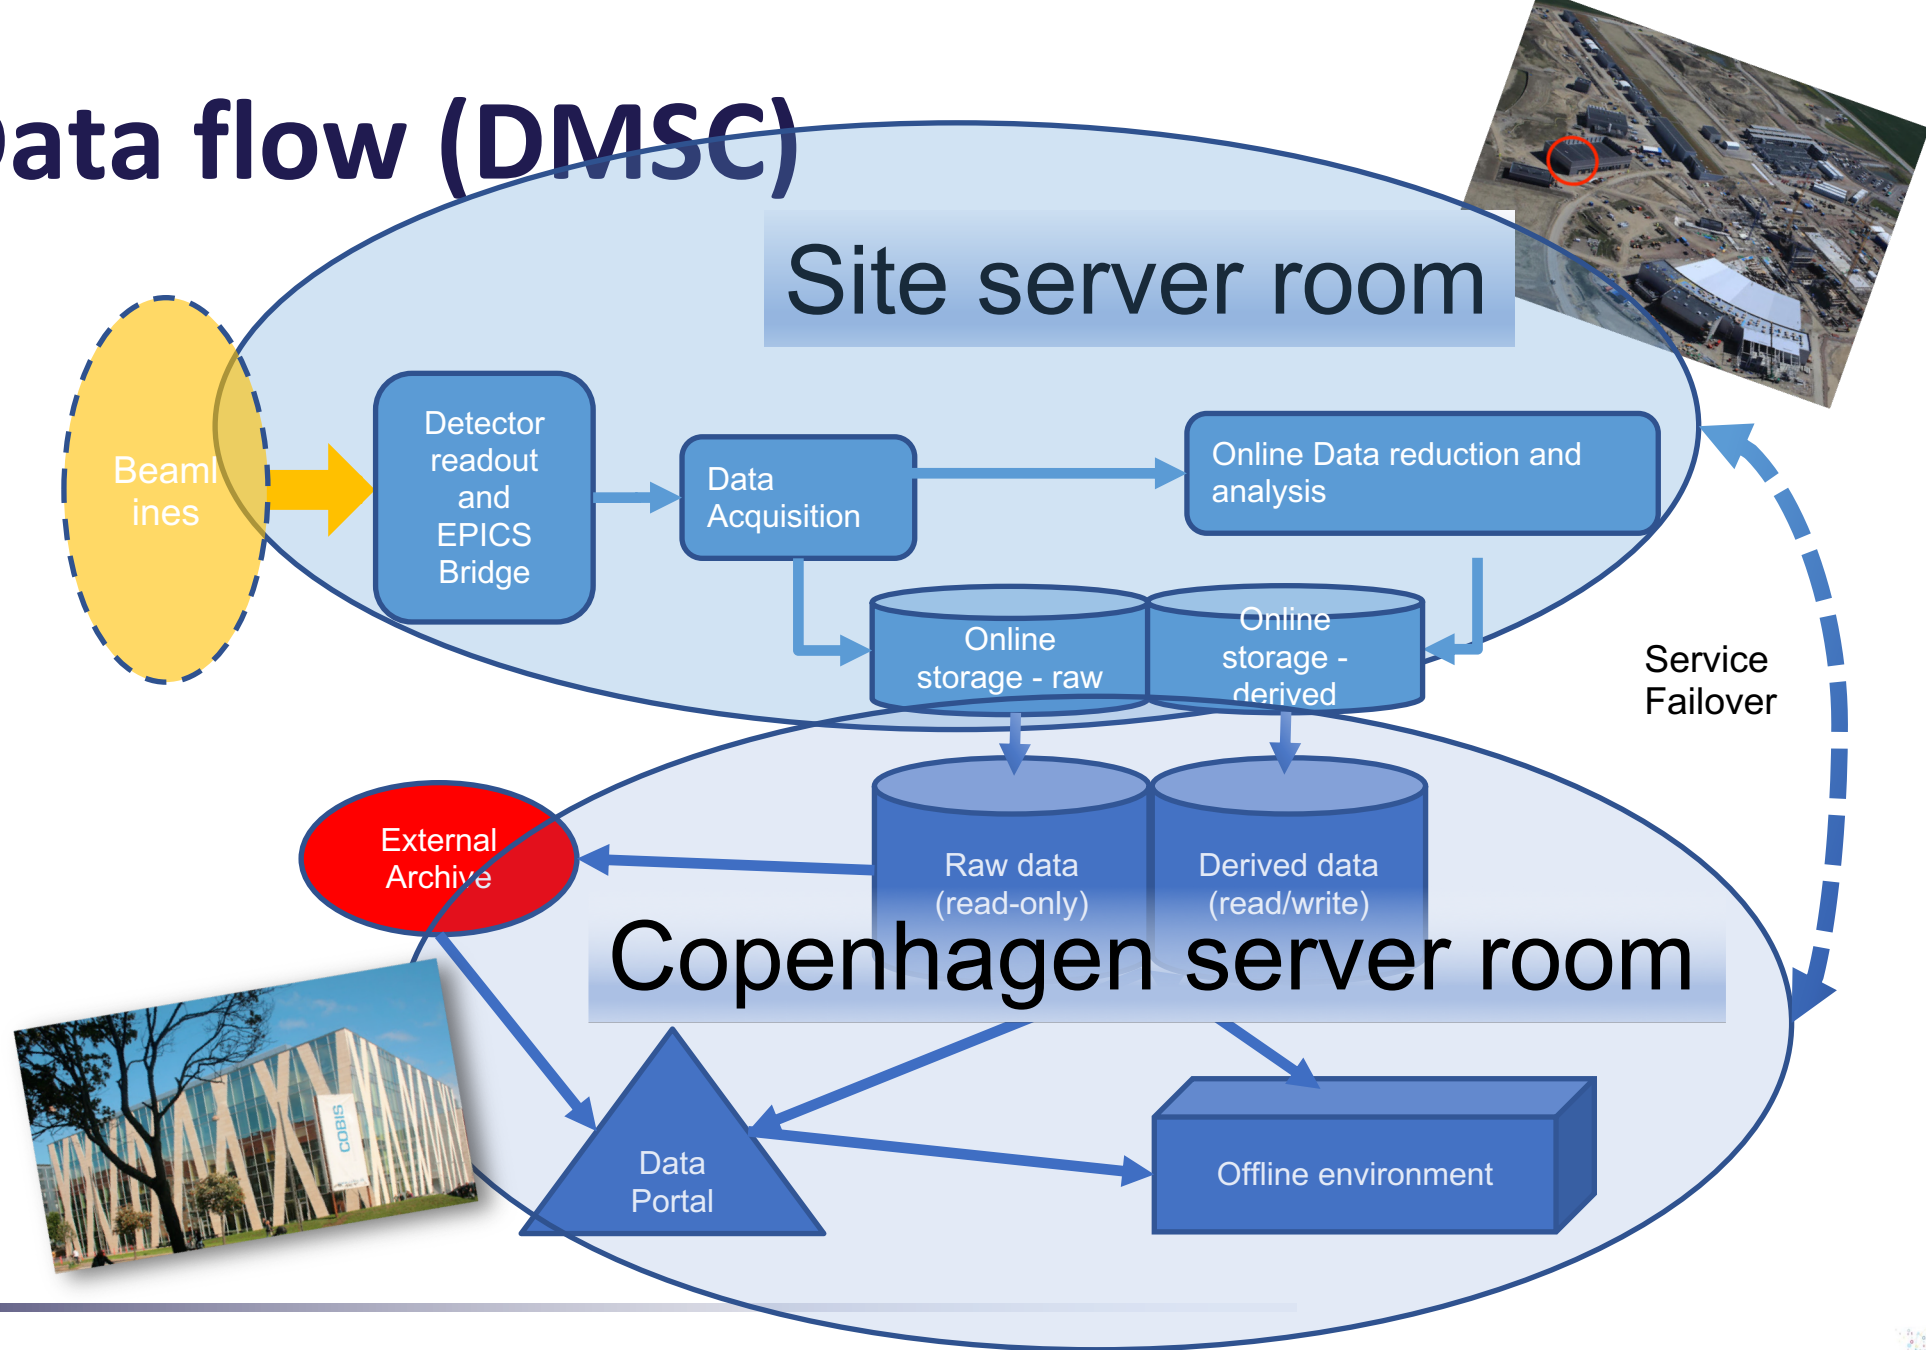 ata flow (DMSC)
Site server room
Beaml
ines
Detector
readout
and
EPICS
Bridge
Data
Acquisition
Online Data reduction and
analysis
Online
storage - raw
Online
storage -
derived
Service
Failover
External
Archive
Raw data
(read-only)
Derived data
(read/write)
Copenhagen server room
COBIS
Data
Portal
Offline environment